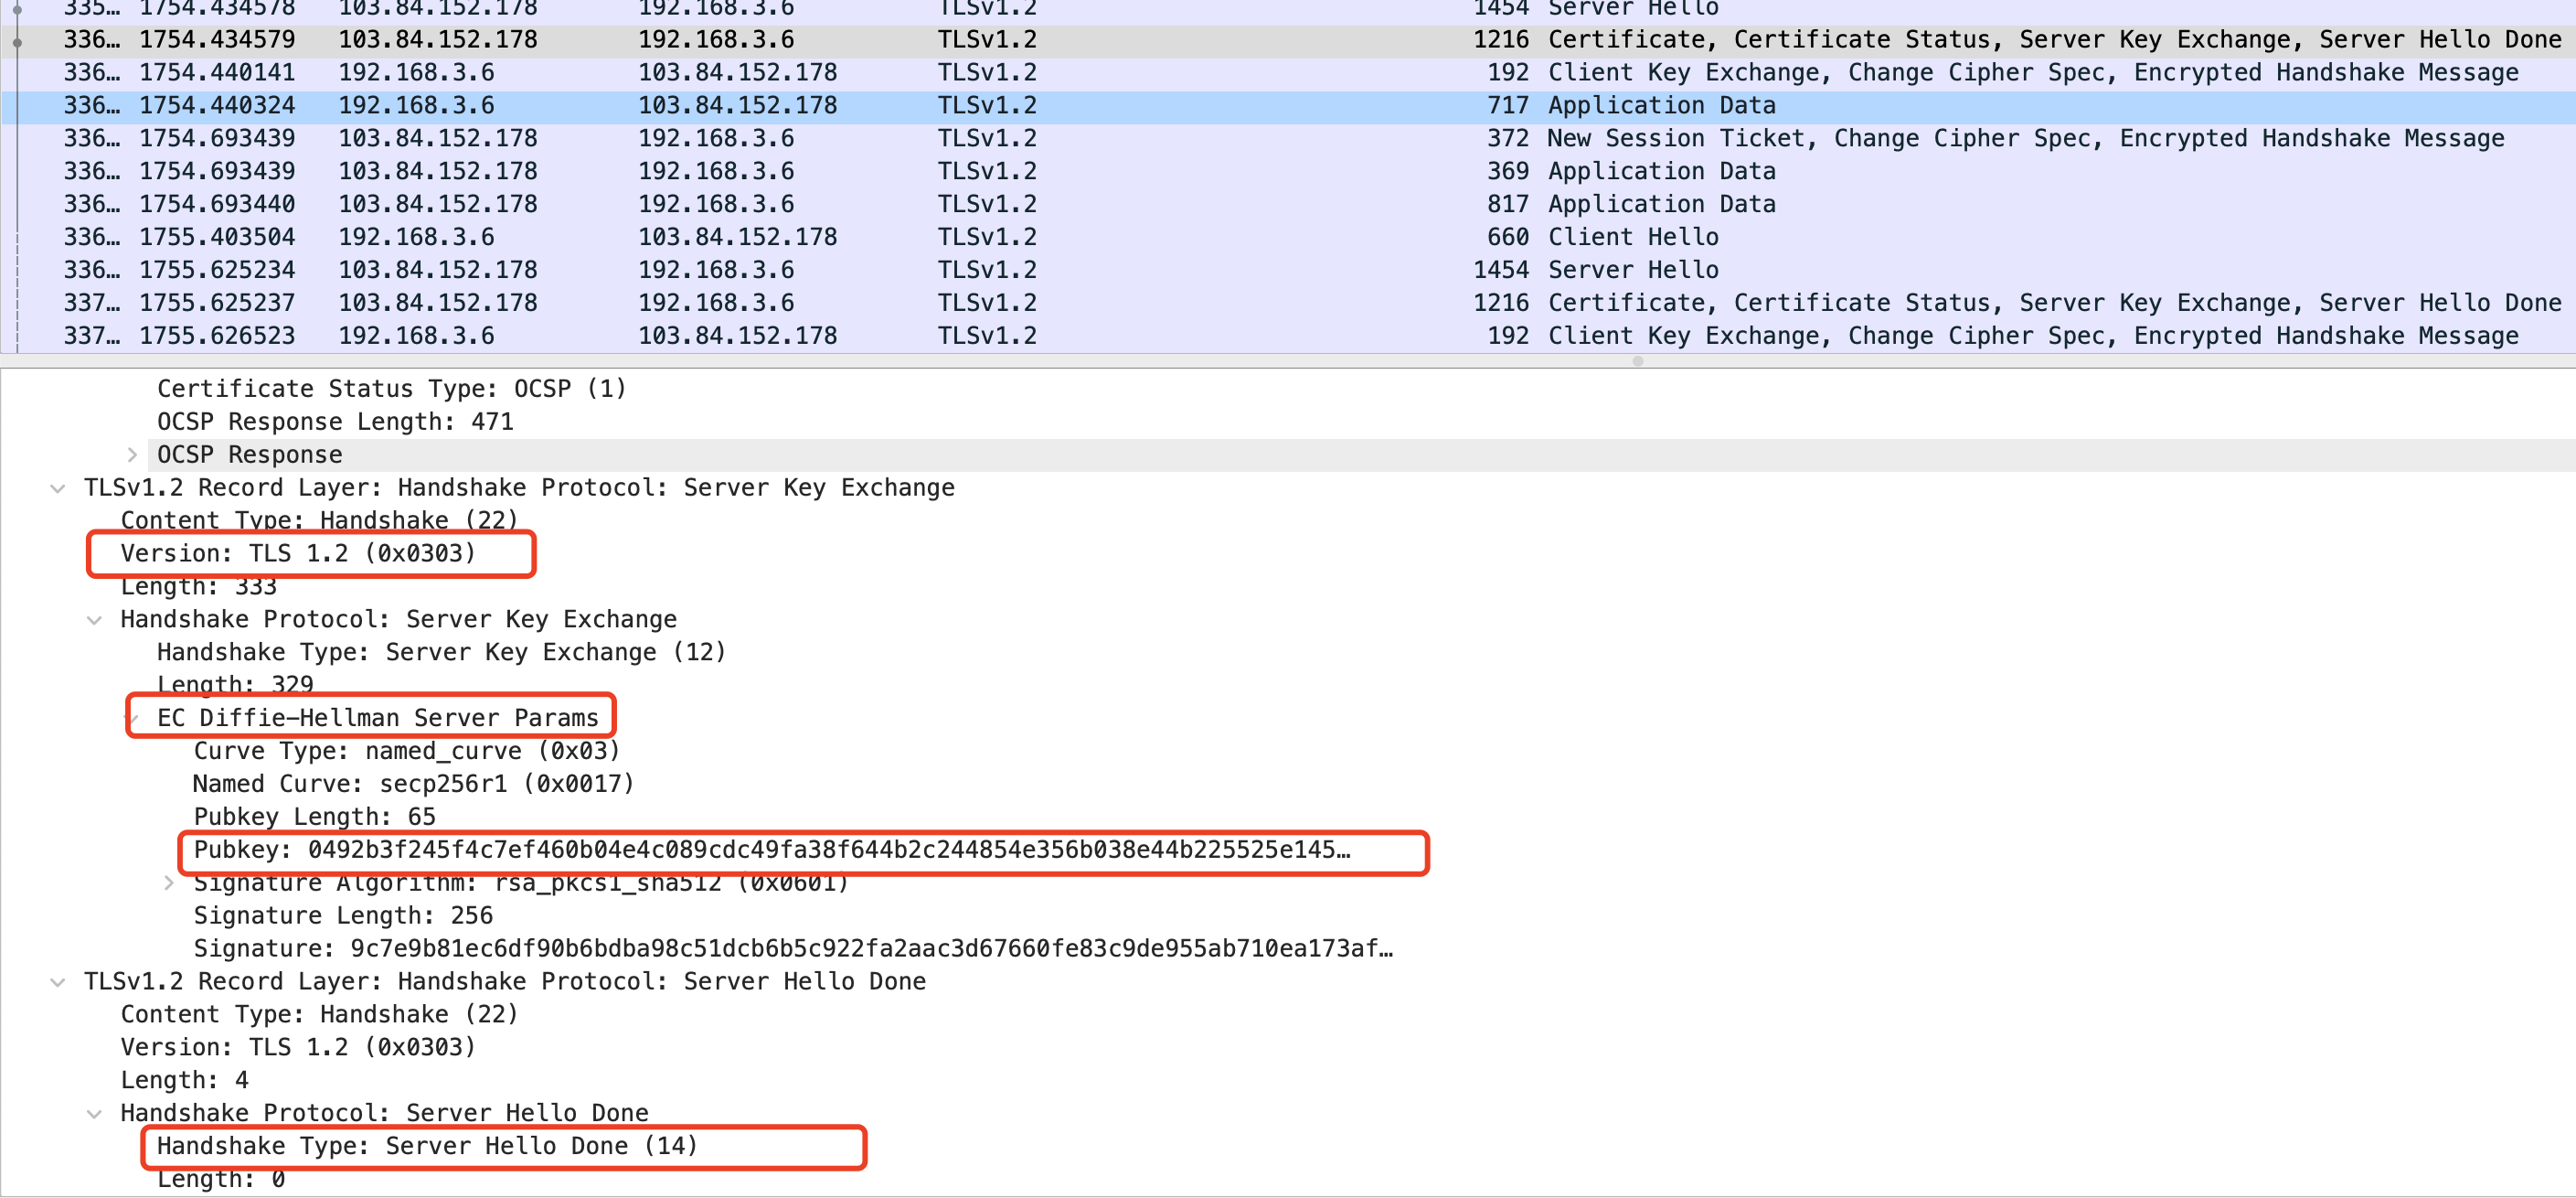 335… 1754.434578 103.84.152.178 192.168.3.6 TLSv1.2 1454 Server Hello
336… 1754.434579 103.84.152.178 192.168.3.6 TLSv1.2 1216 Certificate, Certificate Status, Server Key Exchange, Server Hello Done
336… 1754.440141 192.168.3.6 103.84.152.178 TLSv1.2 192 Client Key Exchange, Change Cipher Spec, Encrypted Handshake Message
336… 1754.440324 192.168.3.6 103.84.152.178 TLSv1.2 717 Application Data
336… 1754.693439 103.84.152.178 192.168.3.6 TLSv1.2 372 New Session Ticket, Change Cipher Spec, Encrypted Handshake Message
336… 1754.693439 103.84.152.178 192.168.3.6 TLSv1.2 369 Application Data
336… 1754.693440 103.84.152.178 192.168.3.6 TLSv1.2 817 Application Data
336… 1755.403504 192.168.3.6 103.84.152.178 TLSv1.2 660 Client Hello
336… 1755.625234 103.84.152.178 192.168.3.6 TLSv1.2 1454 Server Hello
337… 1755.625237 103.84.152.178 192.168.3.6 TLSv1.2 1216 Certificate, Certificate Status, Server Key Exchange, Server Hello Done
337… 1755.626523 192.168.3.6 103.84.152.178 TLSv1.2 192 Client Key Exchange, Change Cipher Spec, Encrypted Handshake Message
Certificate Status Type: OCSP (1)
OCSP Response Length: 471
OCSP Response
TLSv1.2 Record Layer: Handshake Protocol: Server Key Exchange
Content Type: Handshake (22)
Version: TLS 1.2 (0x0303)
Length: 333
Handshake Protocol: Server Key Exchange
Handshake Type: Server Key Exchange (12)
Length: 329
EC Diffie-Hellman Server Params
Curve Type: named_curve (0x03)
Named Curve: secp256r1 (0x0017)
Pubkey Length: 65
Pubkey: 0492b3f245f4c7ef460b04e4c089cdc49fa38f644b2c244854e356b038e44b225525e145…
Signature Algorithm: rsa_pkcs1_sha512 (0x0601)
Signature Length: 256
Signature: 9c7e9b81ec6df90b6bdba98c51dcb6b5c922fa2aac3d67660fe83c9de955ab710ea173af…
TLSv1.2 Record Layer: Handshake Protocol: Server Hello Done
Content Type: Handshake (22)
Version: TLS 1.2 (0x0303)
Length: 4
Handshake Protocol: Server Hello Done
Handshake Type: Server Hello Done (14)
Length: 0